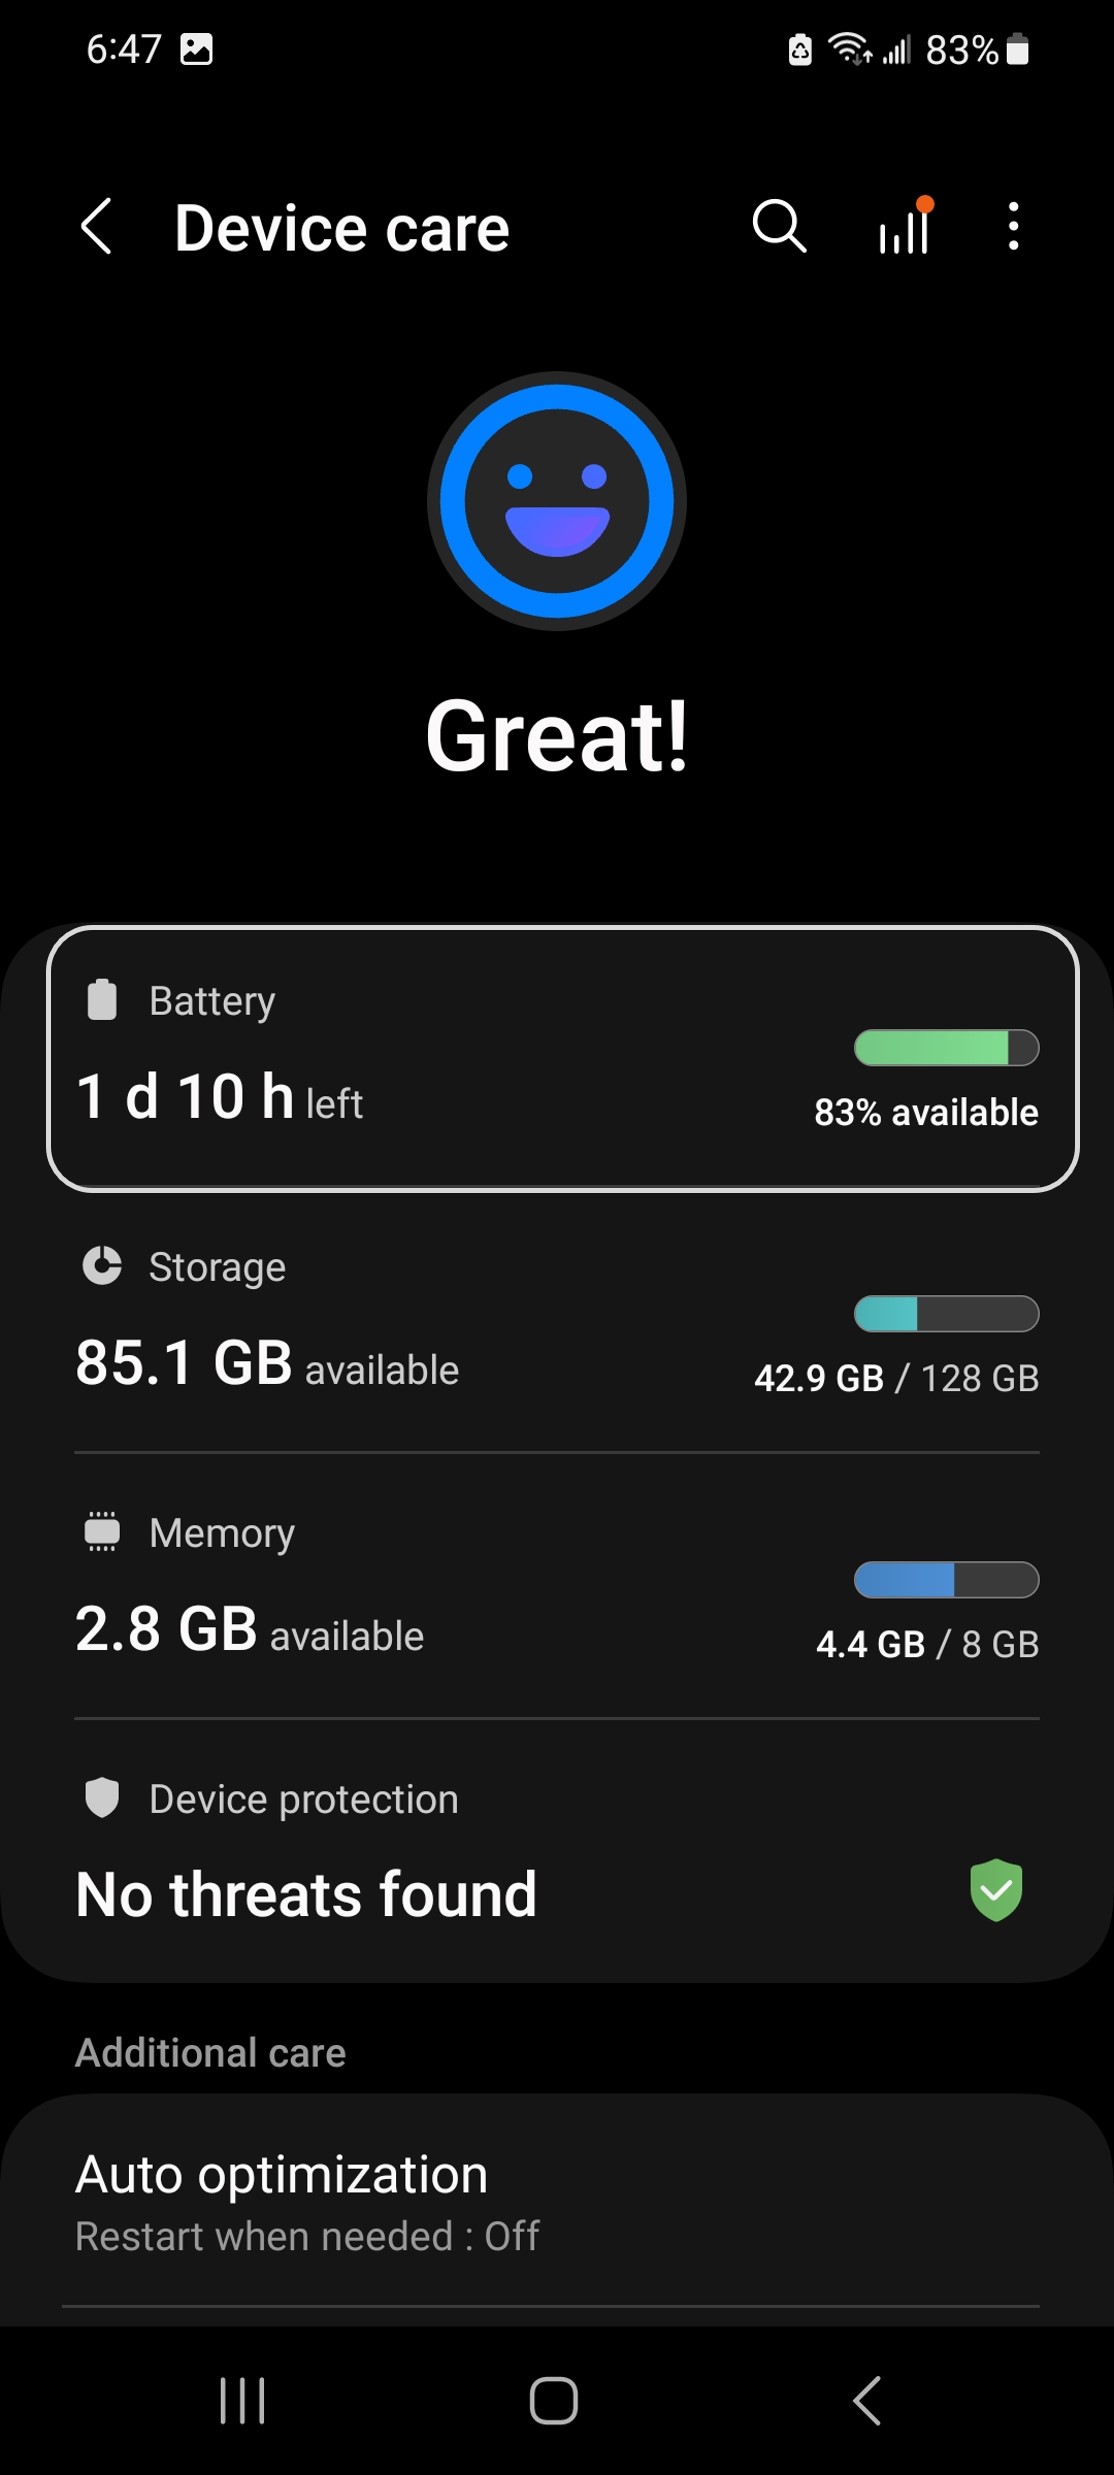 6:47 83%
Device care
Great!
Battery
1 d 10 h left
83% available
Storage
85.1 GB available
42.9 GB / 128 GB
Memory
2.8 GB available
4.4 GB / 8 GB
Device protection
No threats found
Additional care
Auto optimization
Restart when needed : Off